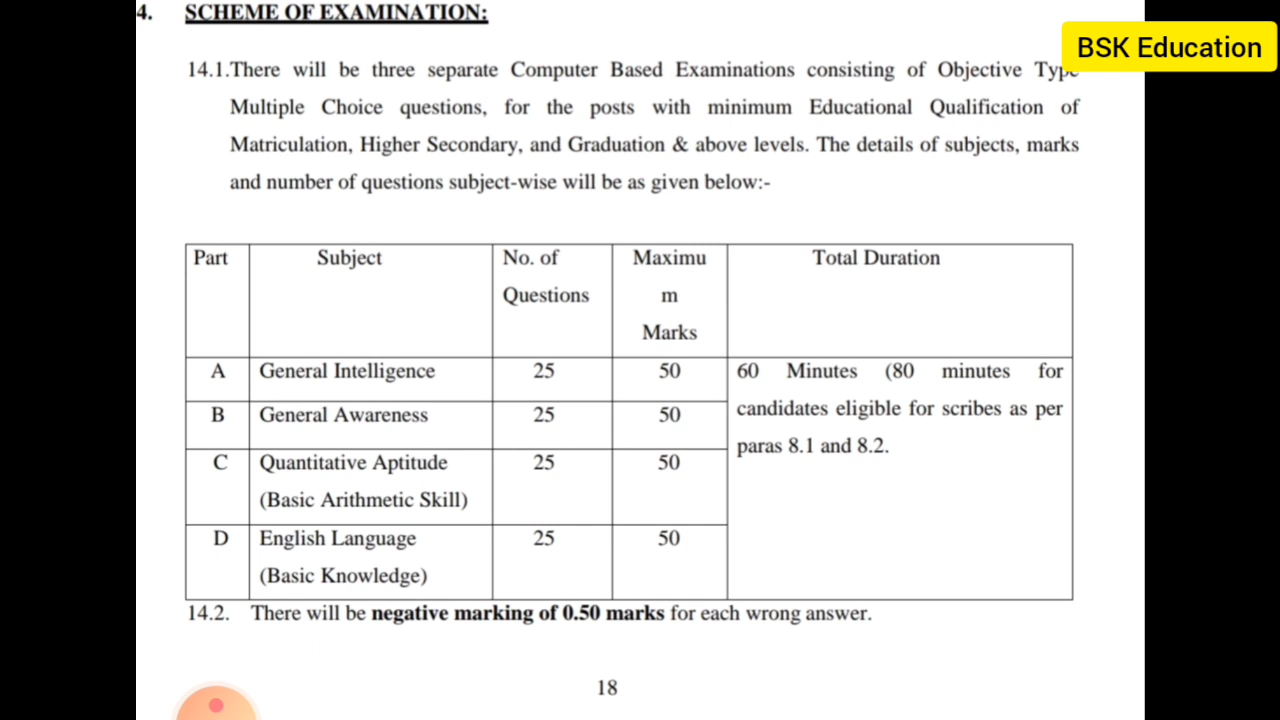 4. SCHEME OF EXAMINATION:
BSK Education
14.1.There will be three separate Computer Based Examinations consisting of Objective Type
Multiple Choice questions, for the posts with minimum Educational Qualification of
Matriculation, Higher Secondary, and Graduation & above levels. The details of subjects, marks
and number of questions subject-wise will be as given below:-
Part Subject No. of Maximu Total Duration
Questions m
Marks
A General Intelligence 25 50 60 Minutes (80 minutes for
B General Awareness 25 50 candidates eligible for scribes as per
paras 8.1 and 8.2.
C Quantitative Aptitude 25 50
(Basic Arithmetic Skill)
D English Language 25 50
(Basic Knowledge)
14.2. There will be negative marking of 0.50 marks for each wrong answer.
18